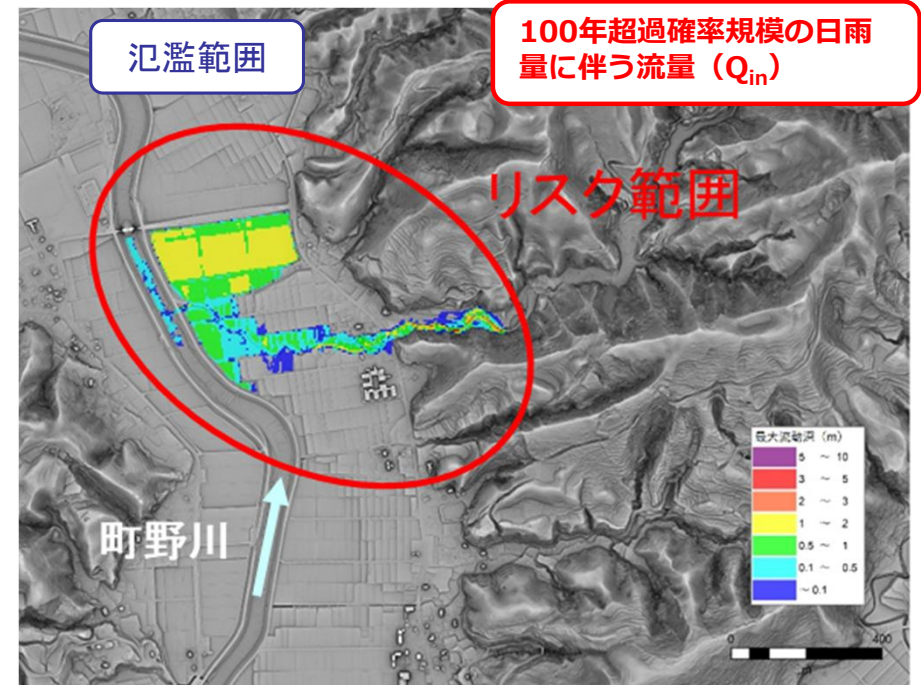 氾濫範囲
100年超過確率規模の日雨
量に伴う流量（Qin）
リスク範囲
町野川
最大流動深（m）
5 ～ 10
3 ～ 5
2 ～ 3
1 ～ 2
0.5 ～ 1
0.1 ～ 0.5
～0.1
0 400
m